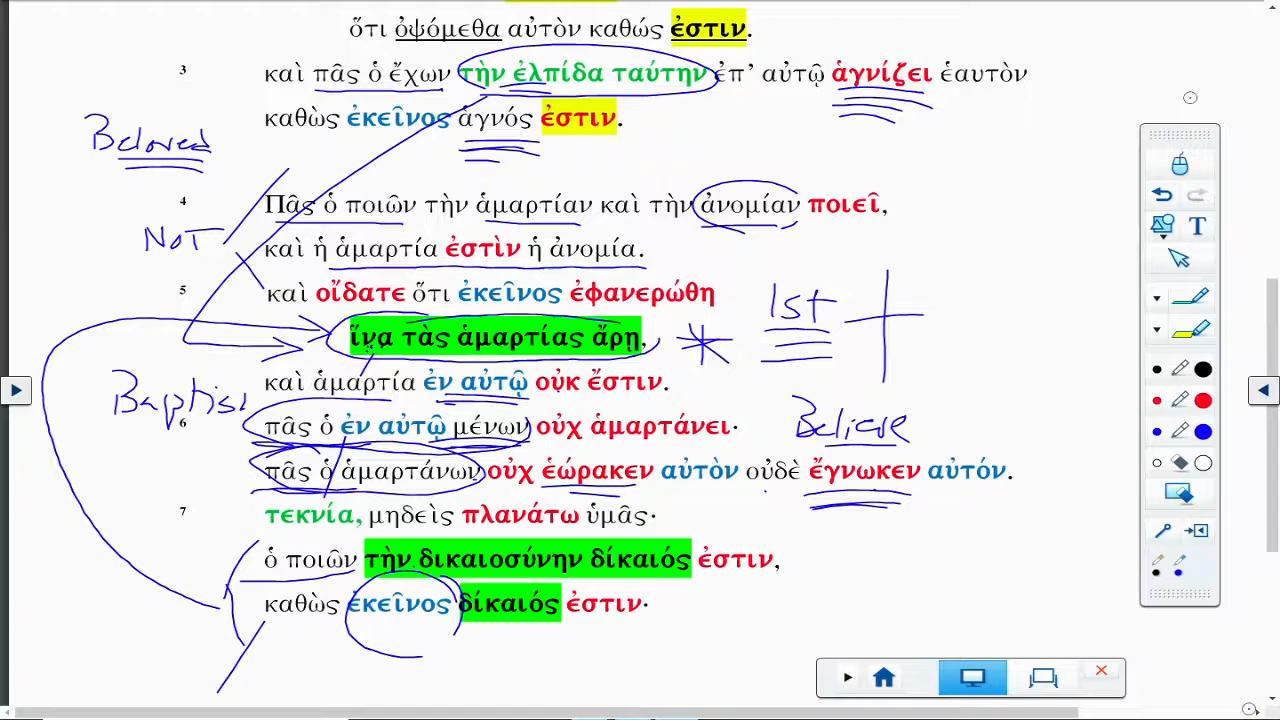 ὅτι ὀψόμεθα αὐτὸν καθώς ἐστιν.
3 καὶ πᾶς ὁ ἔχων τὴν ἐλπίδα ταύτην ἐπ’ αὐτῷ ἁγνίζει ἑαυτὸν
καθὼς ἐκεῖνος ἁγνός ἐστιν.
Beloved
4 Πᾶς ὁ ποιῶν τὴν ἁμαρτίαν καὶ τὴν ἀνομίαν ποιεῖ,
NOT
καὶ ἡ ἁμαρτία ἐστὶν ἡ ἀνομία.
5 καὶ οἴδατε ὅτι ἐκεῖνος ἐφανερώθη
1st
ἵνα τὰς ἁμαρτίας ἄρῃ,
καὶ ἁμαρτία ἐν αὐτῷ οὐκ ἔστιν.
6 πᾶς ὁ ἐν αὐτῷ μένων οὐχ ἁμαρτάνει·
Believe
πᾶς ὁ ἁμαρτάνων οὐχ ἑώρακεν αὐτὸν οὐδὲ ἔγνωκεν αὐτόν.
7 τεκνία, μηδεὶς πλανάτω ὑμᾶς·
ὁ ποιῶν τὴν δικαιοσύνην δίκαιός ἐστιν,
καθὼς ἐκεῖνος δίκαιός ἐστιν·
T